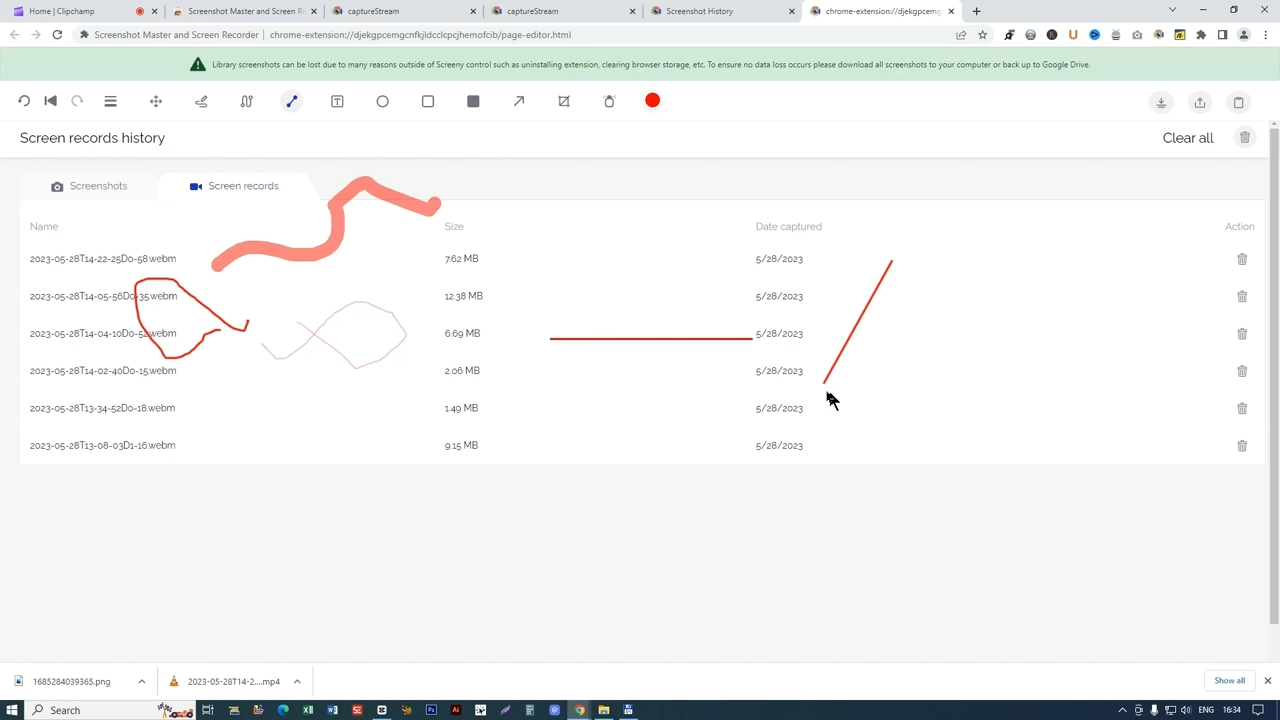 Home | Clipchamp
Screenshot Master and Screen R
captureStream
captureStream
Screenshot History
chrome-extension://djekgpcemg
Screenshot Master and Screen Recorder | chrome-extension://djekgpcemgcnfkjldcclcpcjhemofcib/page-editor.html
Library screenshots can be lost due to many reasons outside of Screeny control such as uninstalling extension, clearing browser storage, etc. To ensure no data loss occurs please download all screenshots to your computer or back up to Google Drive.
Screen records history
Clear all
Screenshots
Screen records
Name Size Date captured Action
2023-05-28T14-22-25D0-58.webm 7.62 MB 5/28/2023
2023-05-28T14-05-56D0-35.webm 12.38 MB 5/28/2023
2023-05-28T14-04-10D0-52.webm 6.69 MB 5/28/2023
2023-05-28T14-02-40D0-15.webm 2.06 MB 5/28/2023
2023-05-28T13-34-52D0-18.webm 1.49 MB 5/28/2023
2023-05-28T13-08-03D1-16.webm 9.15 MB 5/28/2023
1685284039365.png
2023-05-28T14-2....mp4
Show all
Search
ENG
16:34